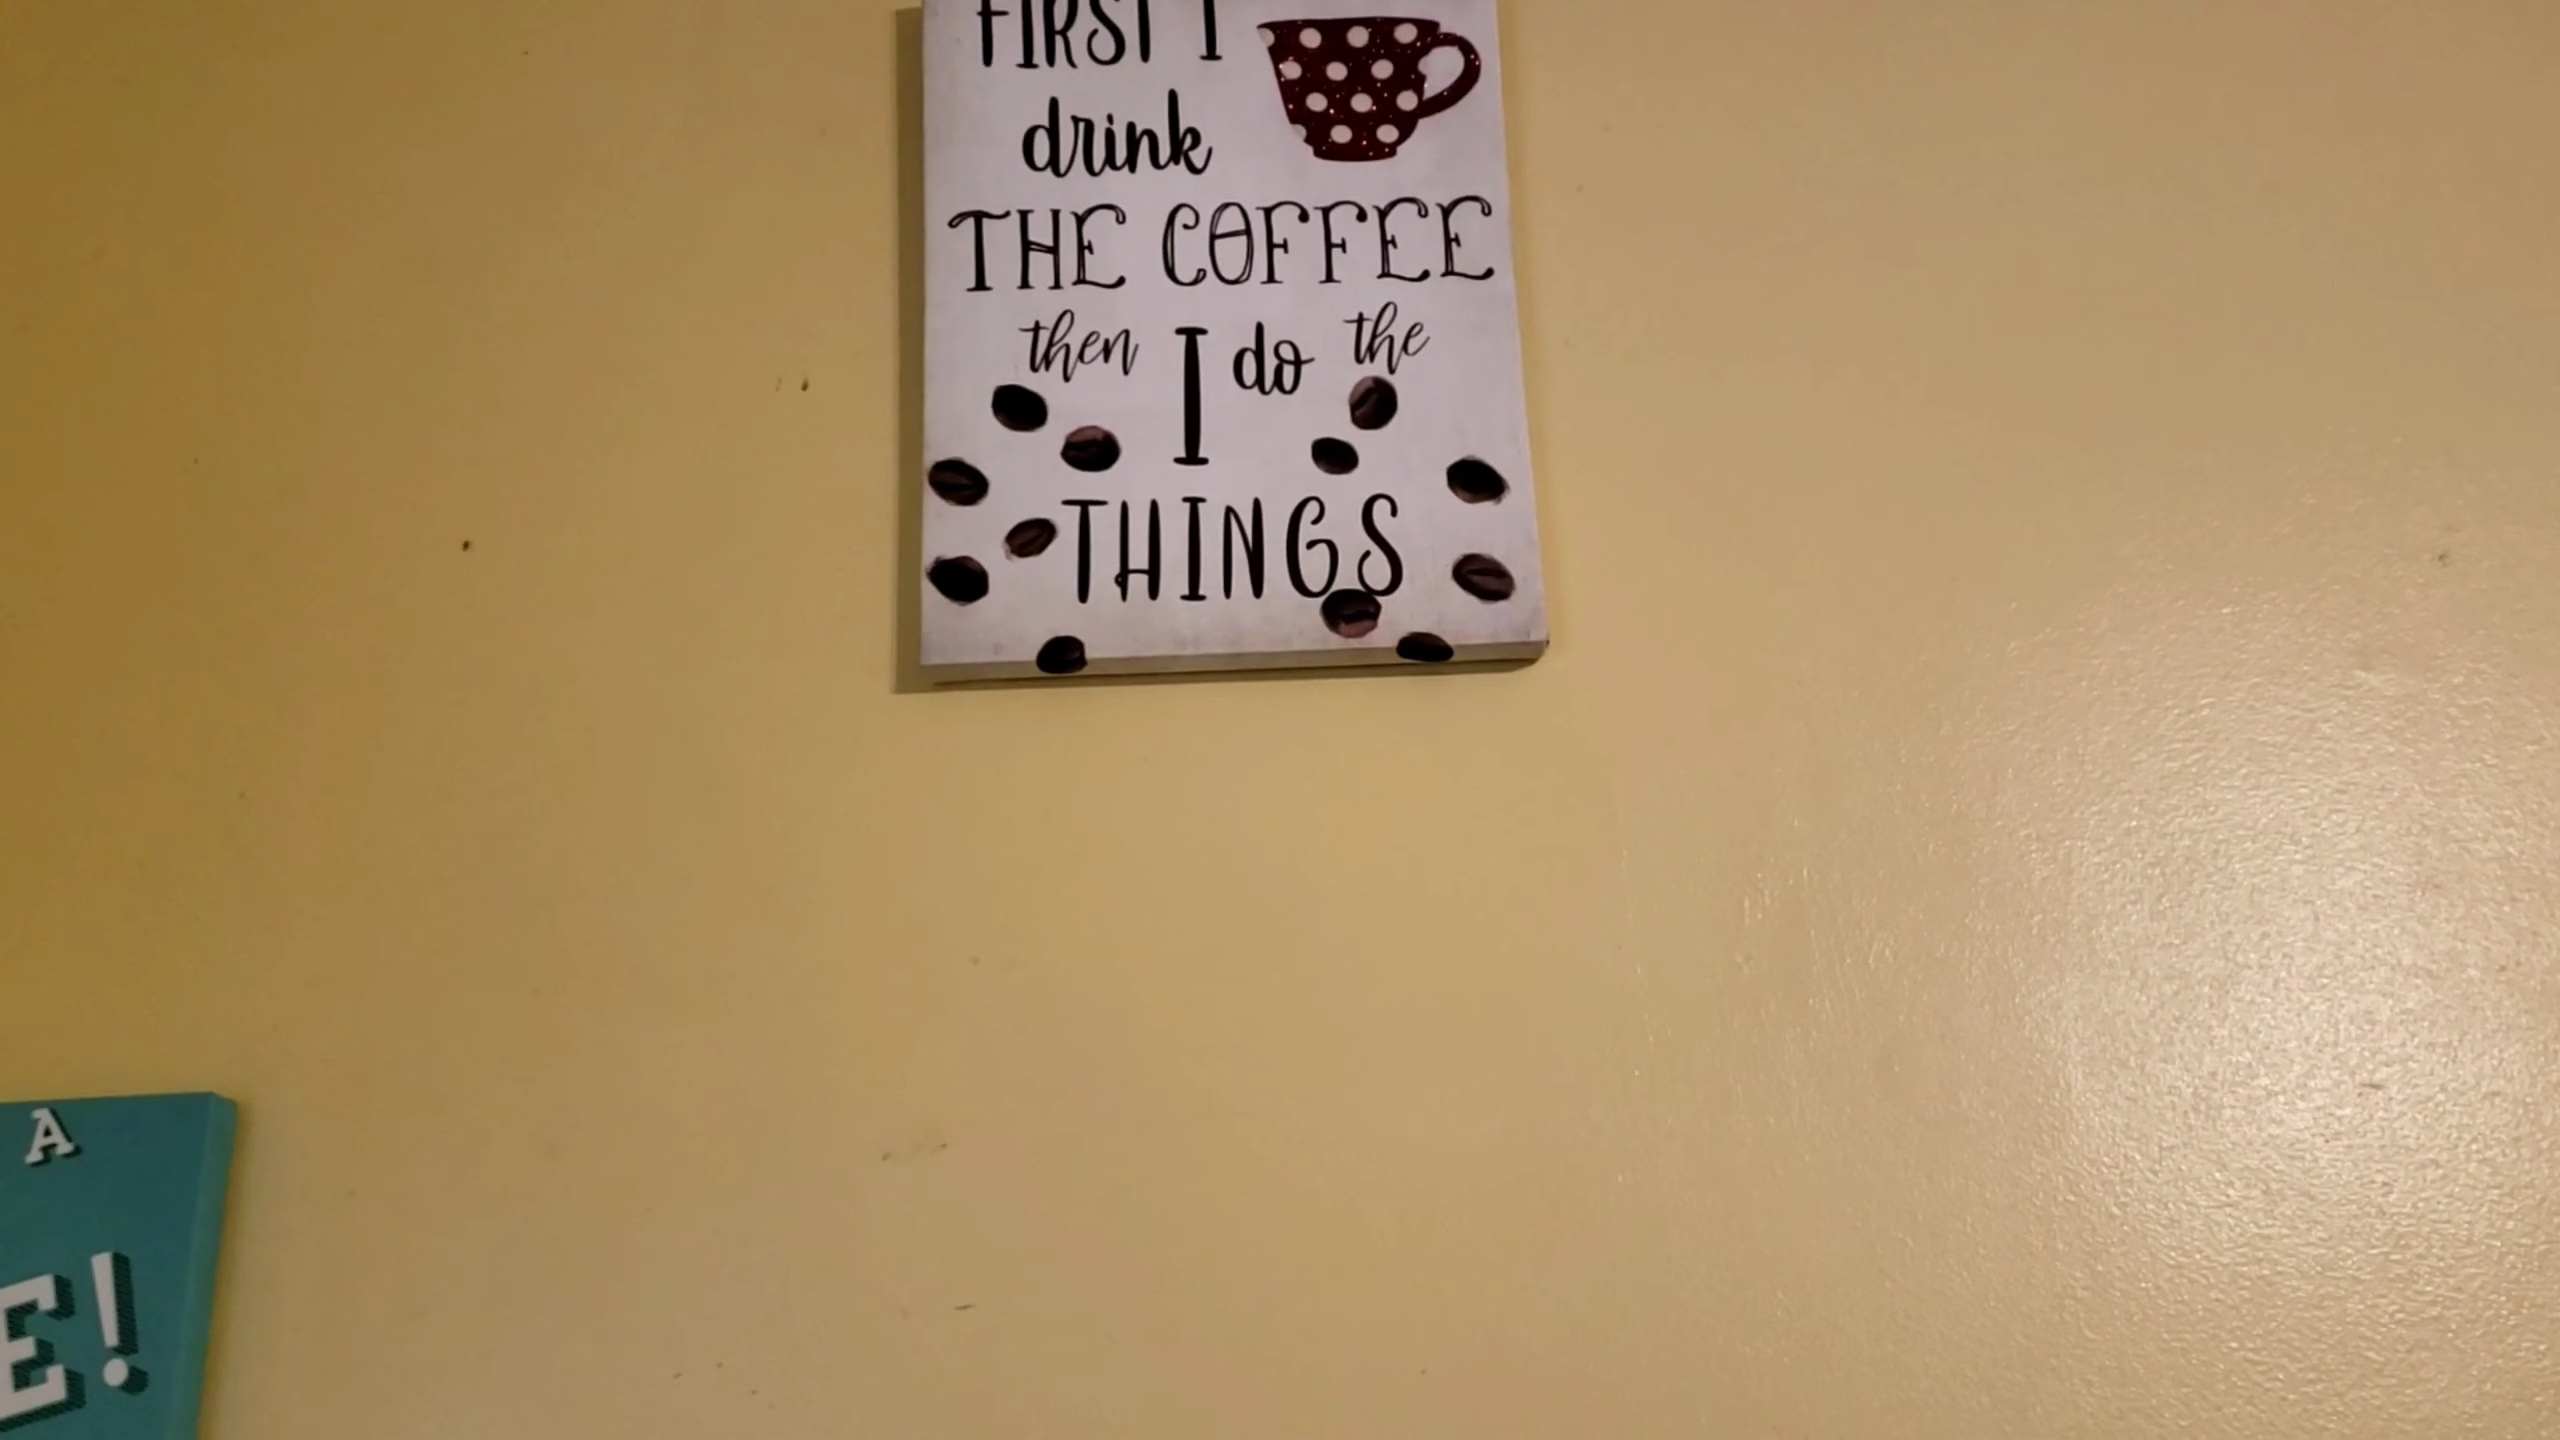 FIRST I
drink
THE COFFEE
then I do the
THINGS
A
E!